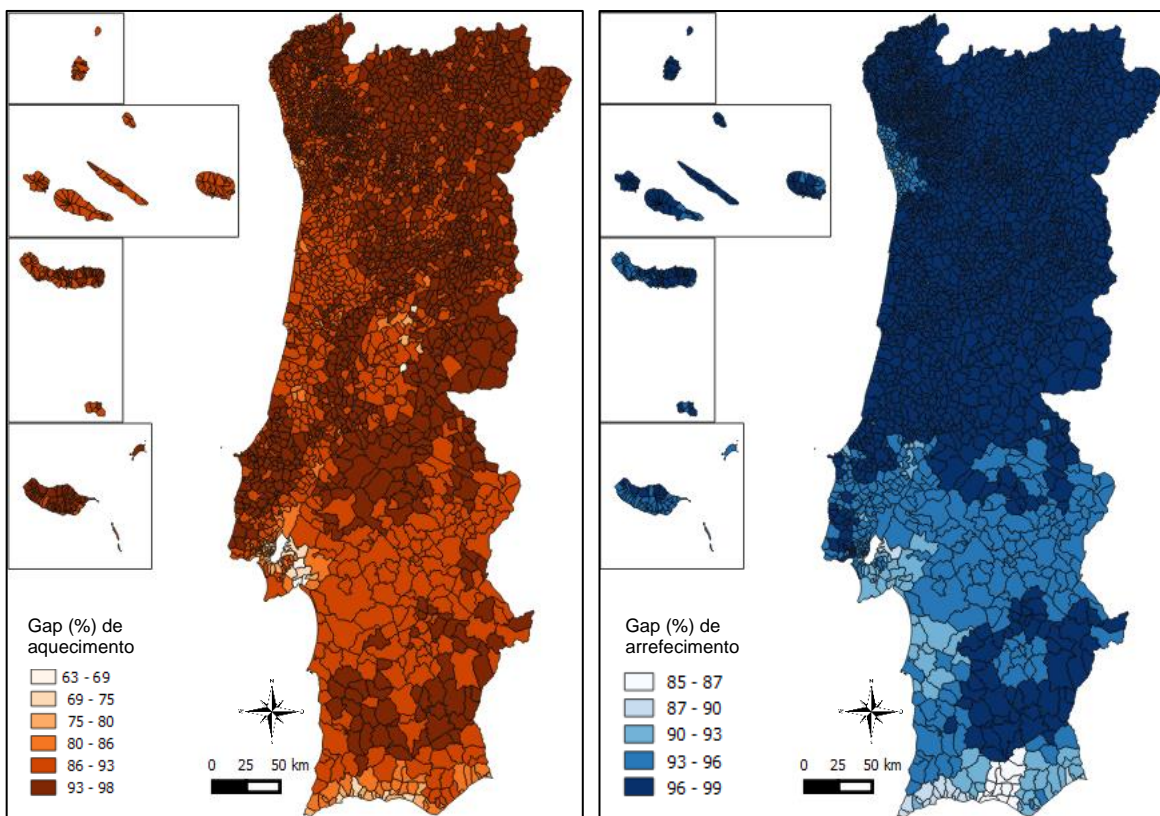 Gap (%) de
aquecimento
63 - 69
69 - 75
75 - 80
80 - 86
86 - 93
93 - 98
N
0 25 50 km
Gap (%) de
arrefecimento
85 - 87
87 - 90
90 - 93
93 - 96
96 - 99
N
0 25 50 km